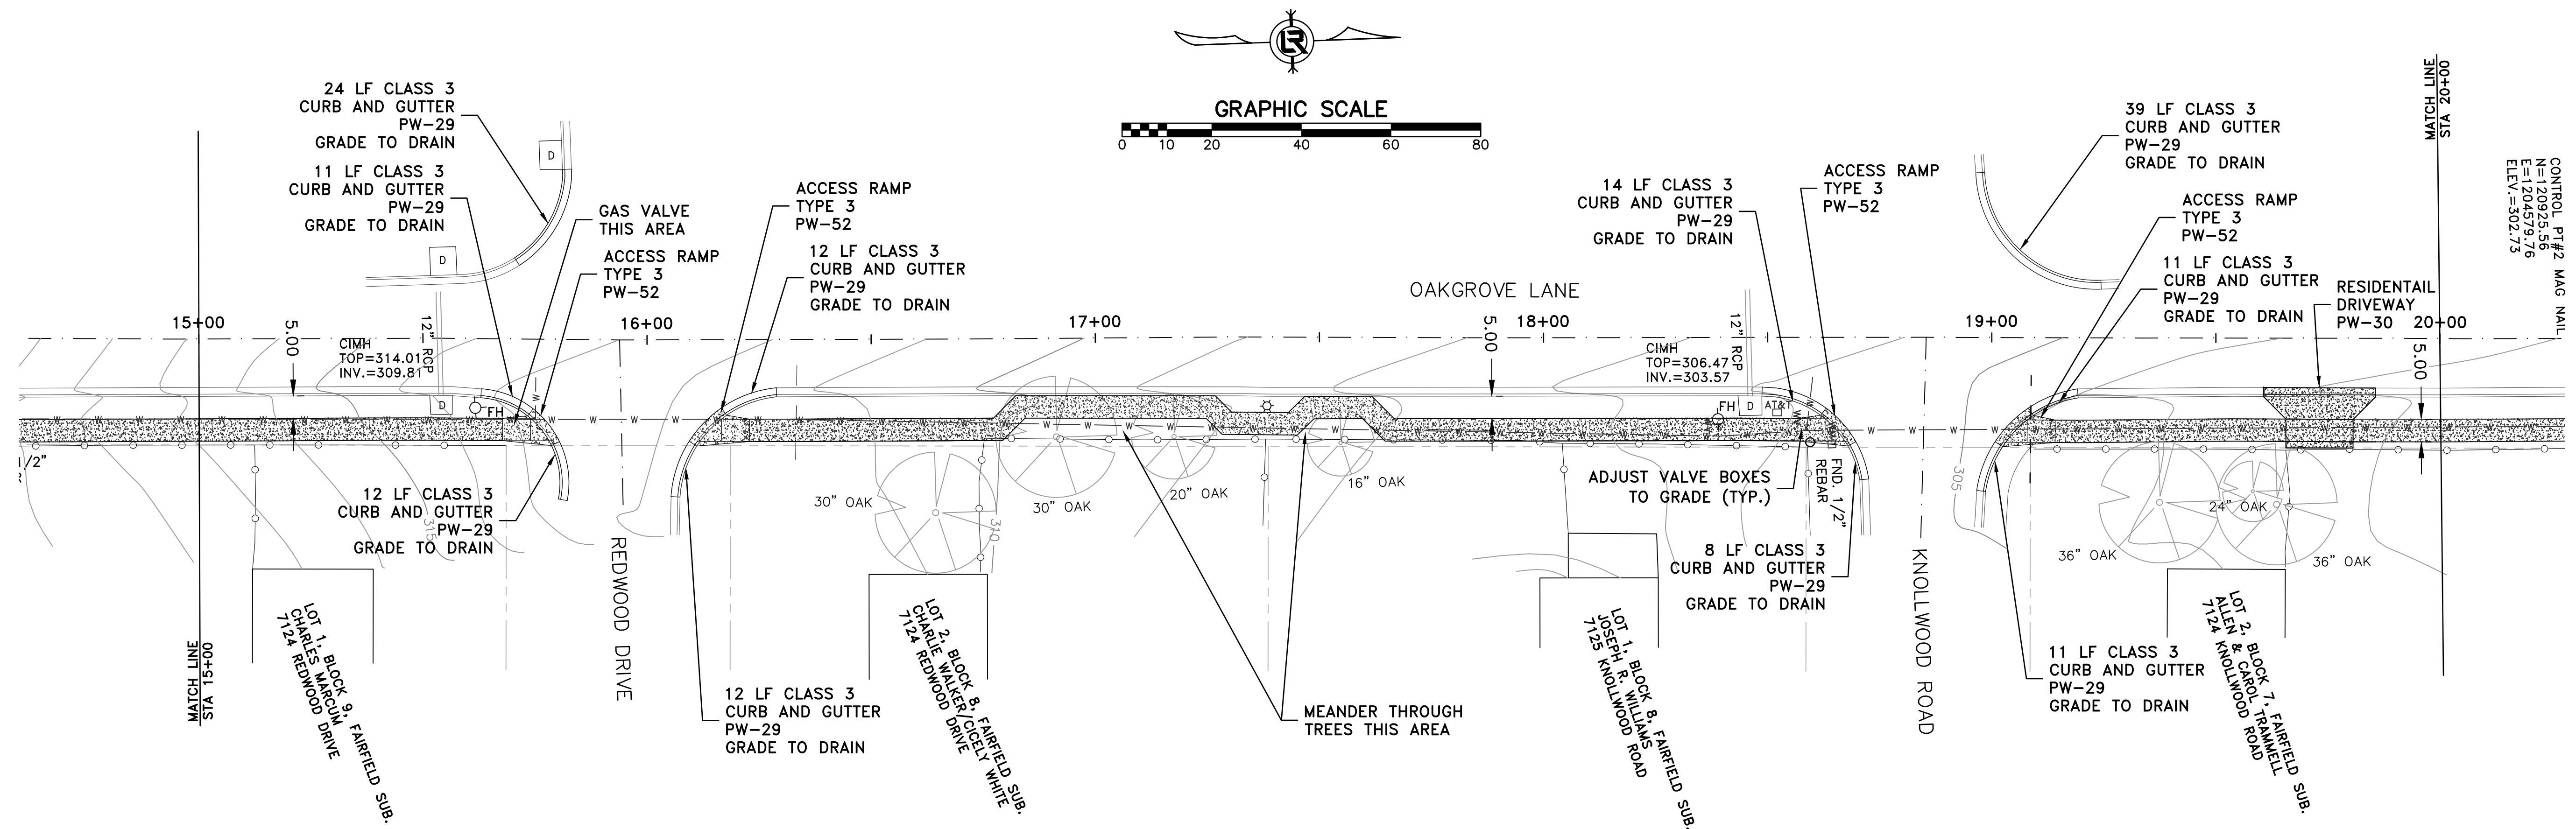 GRAPHIC SCALE
0 10 20 40 60 80
24 LF CLASS 3
CURB AND GUTTER
PW-29
GRADE TO DRAIN
11 LF CLASS 3
CURB AND GUTTER
PW-29
GRADE TO DRAIN
D
D
GAS VALVE
THIS AREA
ACCESS RAMP
TYPE 3
PW-52
ACCESS RAMP
TYPE 3
PW-52
12 LF CLASS 3
CURB AND GUTTER
PW-29
GRADE TO DRAIN
OAKGROVE LANE
14 LF CLASS 3
CURB AND GUTTER
PW-29
GRADE TO DRAIN
ACCESS RAMP
TYPE 3
PW-52
39 LF CLASS 3
CURB AND GUTTER
PW-29
GRADE TO DRAIN
ACCESS RAMP
TYPE 3
PW-52
11 LF CLASS 3
CURB AND GUTTER
PW-29
GRADE TO DRAIN
RESIDENTAIL
DRIVEWAY
PW-30
MATCH LINE
STA 20+00
CONTROL PT#2 MAG NAIL
N=120925.56
E=1204579.76
ELEV.=302.73
15+00
16+00
17+00
18+00
19+00
20+00
5.00
5.00
5.00
CIMH
TOP=314.01
INV.=309.81
12" RCP
D
FH
CIMH
TOP=306.47
INV.=303.57
12" RCP
FH
D
AT&T
W W W W W W W W
1/2"
12 LF CLASS 3
CURB AND GUTTER
PW-29
GRADE TO DRAIN
315
REDWOOD DRIVE
30" OAK
310
30" OAK
20" OAK
16" OAK
ADJUST VALVE BOXES
TO GRADE (TYP.)
FND. 1/2"
REBAR
8 LF CLASS 3
CURB AND GUTTER
PW-29
GRADE TO DRAIN
KNOLLWOOD ROAD
305
36" OAK
24" OAK
36" OAK
MATCH LINE
STA 15+00
LOT 1, BLOCK 9, FAIRFIELD SUB.
CHARLES MARCUM
7124 REDWOOD DRIVE
12 LF CLASS 3
CURB AND GUTTER
PW-29
GRADE TO DRAIN
LOT 2, BLOCK 8, FAIRFIELD SUB.
CHARLIE WALKER/CICELY WHITE
7124 REDWOOD DRIVE
MEANDER THROUGH
TREES THIS AREA
LOT 1, BLOCK 8, FAIRFIELD SUB.
JOSEPH R. WILLIAMS
7125 KNOLLWOOD ROAD
11 LF CLASS 3
CURB AND GUTTER
PW-29
GRADE TO DRAIN
LOT 2, BLOCK 7, FAIRFIELD SUB.
ALLEN & CAROL TRAMMELL
7124 KNOLLWOOD ROAD